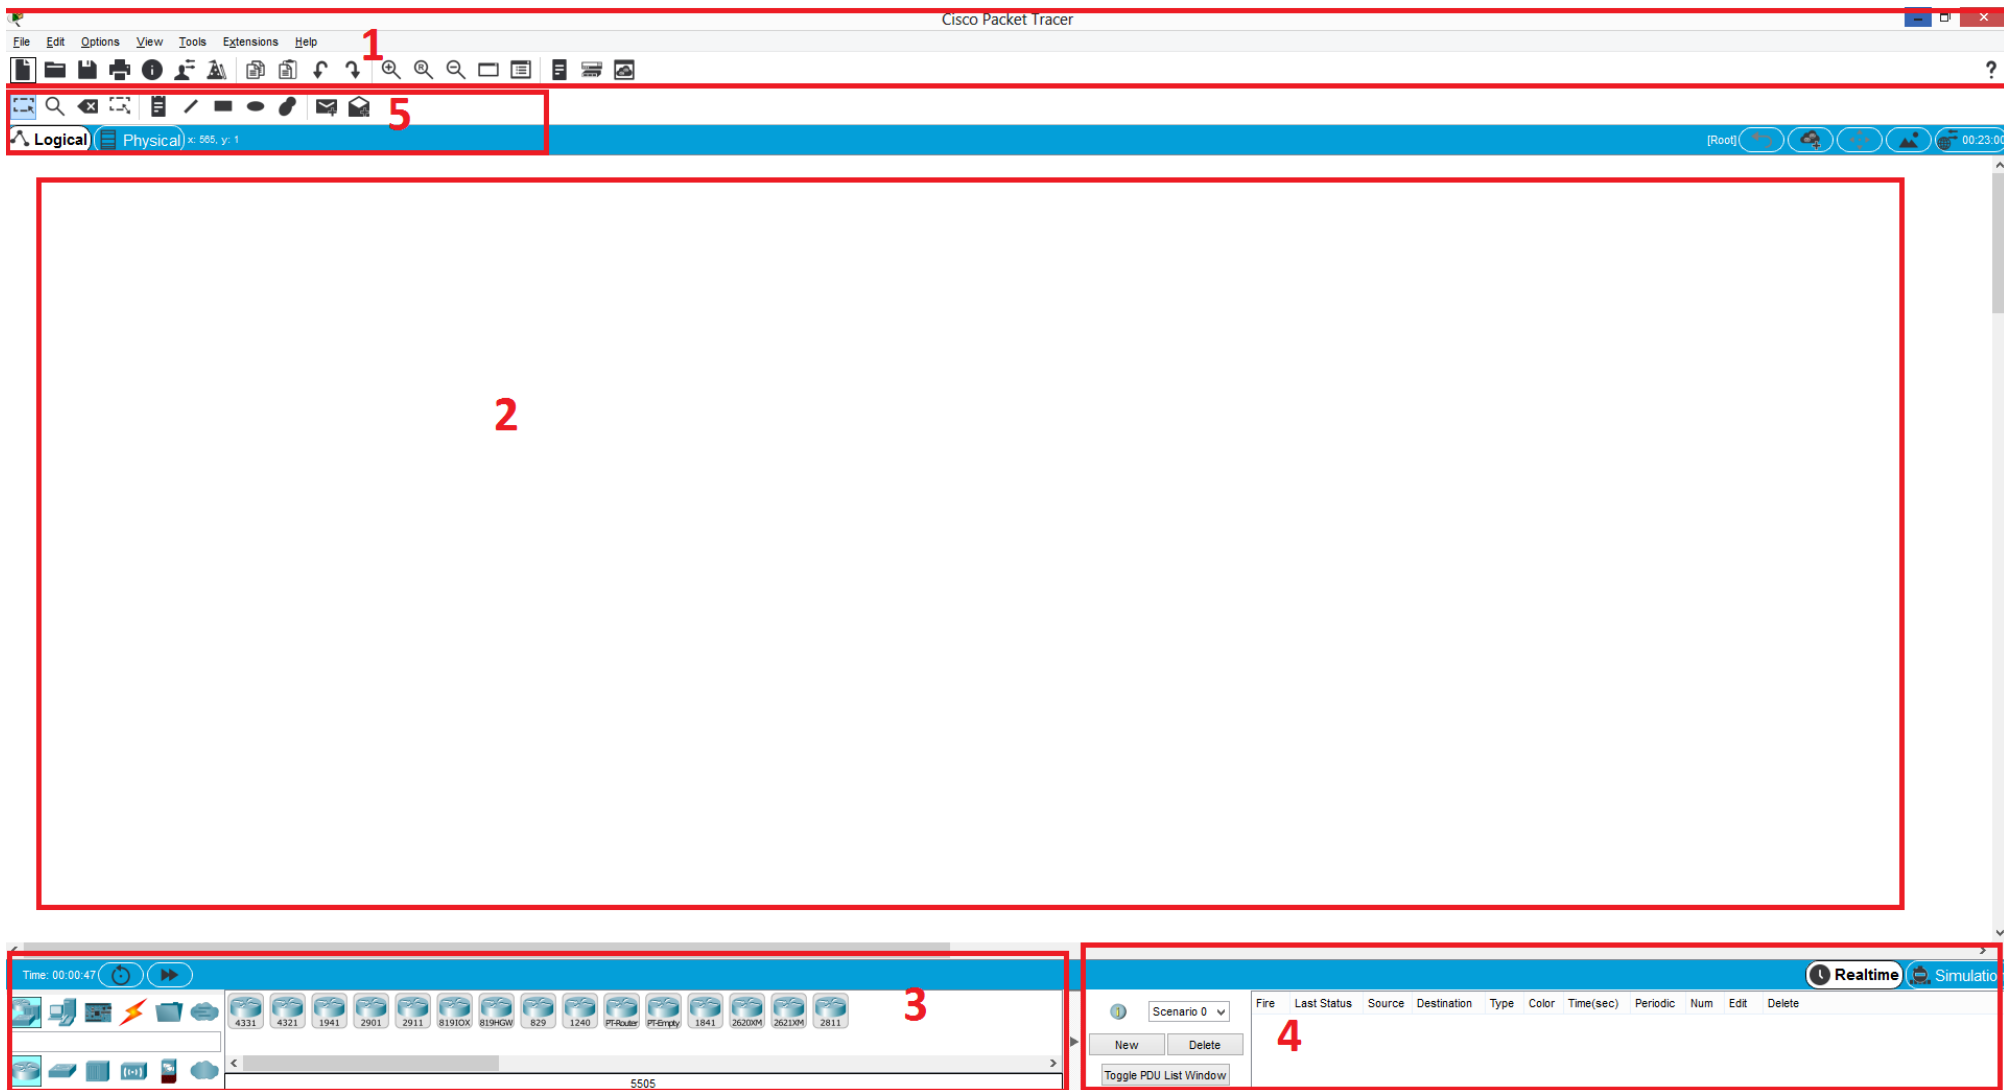 Cisco Packet Tracer
File Edit Options View Tools Extensions Help
1
?
5
Logical Physical x: 565, y: 1 [Root] 00:23:00
2
Time: 00:00:47 Realtime Simulatio
3
4331 4321 1941 2901 2911 819IOX 819HGW 829 1240 PT-Router PT-Empty 1841 2620XM 2621XM 2811
5505
Scenario 0
New Delete
Toggle PDU List Window
Fire Last Status Source Destination Type Color Time(sec) Periodic Num Edit Delete
4